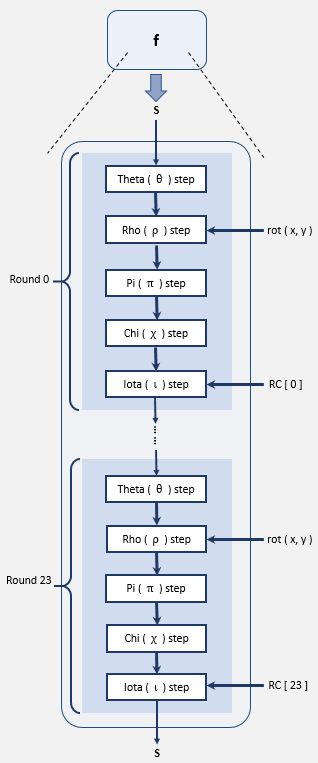 f
S
Theta ( θ ) step
Rho ( ρ ) step
rot ( x, y )
Pi ( π ) step
Round 0
Chi ( χ ) step
Iota ( ι ) step
RC [ 0 ]
Theta ( θ ) step
Rho ( ρ ) step
rot ( x, y )
Round 23
Pi ( π ) step
Chi ( χ ) step
Iota ( ι ) step
RC [ 23 ]
S